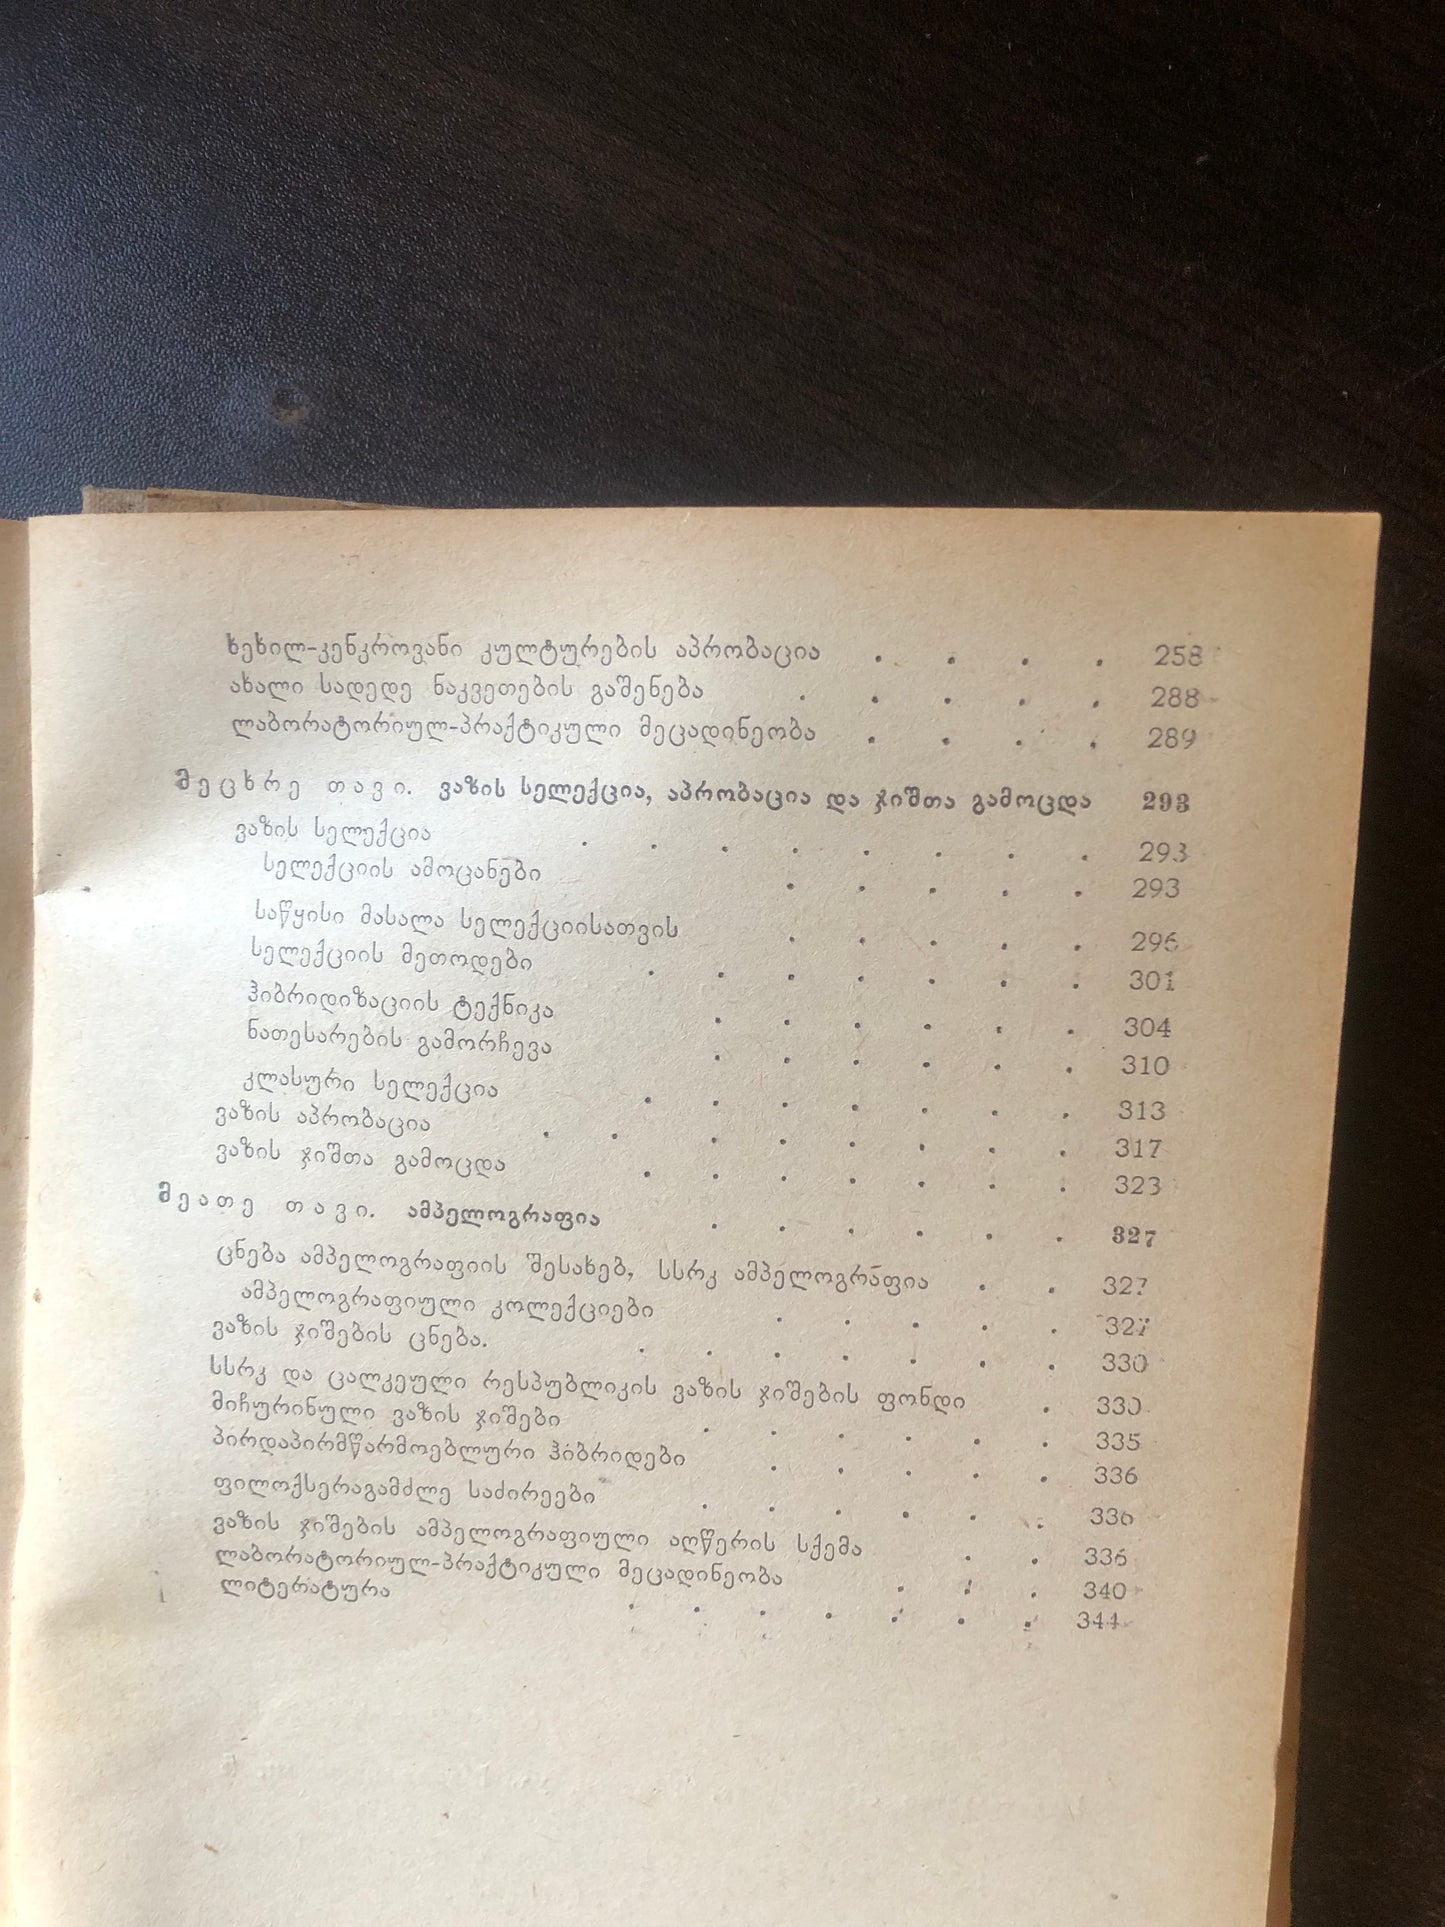 ხეხილ-კენკროვანი კულტურების აპრობაცია . . . . 258
ახალი სადედე ნაკვეთების გაშენება . . . . . 288
ლაბორატორიულ-პრაქტიკული მეცადინეობა . . . . 289
მეცხრე თავი. ვაზის სელექცია, აპრობაცია და ჯიშთა გამოცდა 293
ვაზის სელექცია . . . . . . . . 293
სელექციის ამოცანები . . . . . 293
საწყისი მასალა სელექციისათვის . . . . . 296
სელექციის მეთოდები . . . . . . . 301
ჰიბრიდიზაციის ტექნიკა . . . . . . 304
ნათესარების გამორჩევა . . . . . . 310
კლასური სელექცია . . . . . . . 313
ვაზის აპრობაცია . . . . . . . . 317
ვაზის ჯიშთა გამოცდა . . . . . . . 323
მეათე თავი. ამპელოგრაფია . . . . . . 327
ცნება ამპელოგრაფიის შესახებ, სსრკ ამპელოგრაფია . . 327
ამპელოგრაფიული კოლექციები . . . . . 327
ვაზის ჯიშების ცნება. . . . . . . . 330
სსრკ და ცალკეული რესპუბლიკის ვაზის ჯიშების ფონდი . 330
მიჩურინული ვაზის ჯიშები . . . . . . 335
პირდაპირმწარმოებლური ჰიბრიდები . . . . . 336
ფილოქსერაგამძლე საძირეები . . . . . . 336
ვაზის ჯიშების ამპელოგრაფიული აღწერის სქემა . . 336
ლაბორატორიულ-პრაქტიკული მეცადინეობა . . . 340
ლიტერატურა . . . . . . . 344